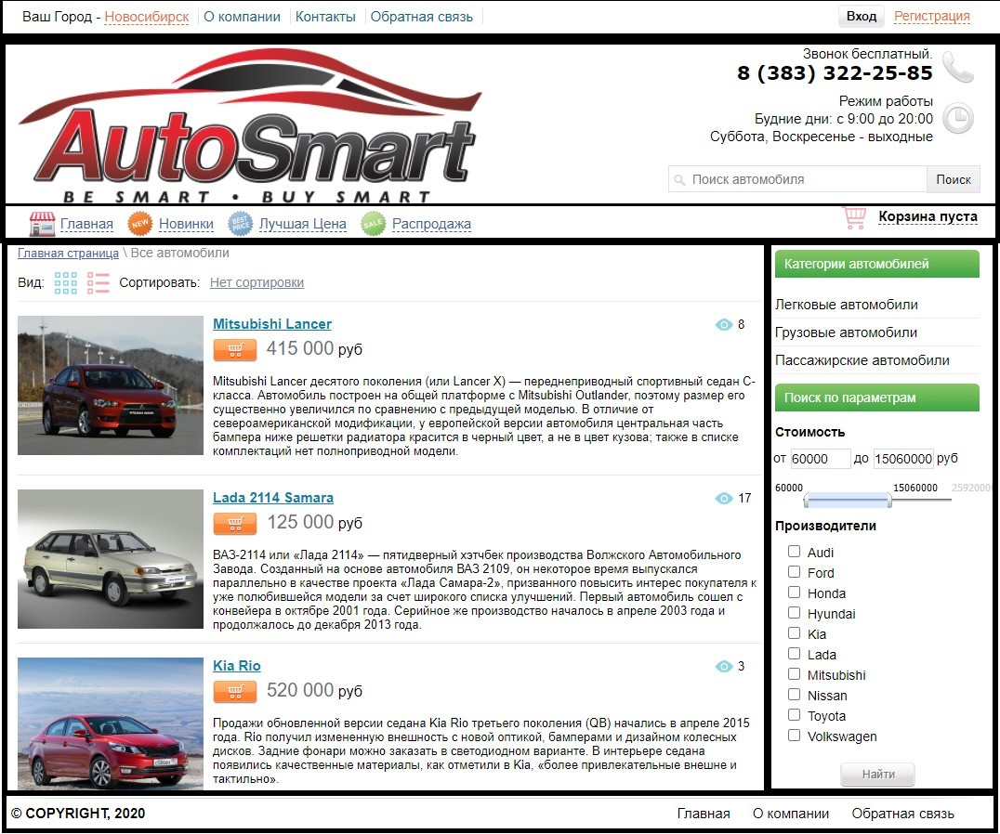 Ваш Город - Новосибирск О компании Контакты Обратная связь Вход Регистрация
AutoSmart
BE SMART • BUY SMART
Звонок бесплатный.
8 (383) 322-25-85
Режим работы
Будние дни: с 9:00 до 20:00
Суббота, Воскресенье - выходные
Поиск автомобиля Поиск
Главная NEW Новинки BEST PRICE Лучшая Цена SALE Распродажа Корзина пуста
Главная страница \ Все автомобили
Вид: Сортировать: Нет сортировки
Mitsubishi Lancer 8
415 000 руб
Mitsubishi Lancer десятого поколения (или Lancer X) — переднеприводный спортивный седан C-
класса. Автомобиль построен на общей платформе с Mitsubishi Outlander, поэтому размер его
существенно увеличился по сравнению с предыдущей моделью. В отличие от
североамериканской модификации, у европейской версии автомобиля центральная часть
бампера ниже решетки радиатора красится в черный цвет, а не в цвет кузова; также в списке
комплектаций нет полноприводной модели.
Lada 2114 Samara 17
125 000 руб
ВАЗ-2114 или «Лада 2114» — пятидверный хэтчбек производства Волжского Автомобильного
Завода. Созданный на основе автомобиля ВАЗ 2109, он некоторое время выпускался
параллельно в качестве проекта «Лада Самара-2», призванного повысить интерес покупателя к
уже полюбившейся модели за счет широкого списка улучшений. Первый автомобиль сошел с
конвейера в октябре 2001 года. Серийное же производство началось в апреле 2003 года и
продолжалось до декабря 2013 года.
Kia Rio 3
520 000 руб
Продажи обновленной версии седана Kia Rio третьего поколения (QB) начались в апреле 2015
года. Rio получил измененную внешность с новой оптикой, бамперами и дизайном колесных
дисков. Задние фонари можно заказать в светодиодном варианте. В интерьере седана
появились качественные материалы, как отметили в Kia, «более привлекательные внешне и
тактильно».
Категории автомобилей
Легковые автомобили
Грузовые автомобили
Пассажирские автомобили
Поиск по параметрам
Стоимость
от 60000 до 15060000 руб
60000 15060000 2592000
Производители
Audi
Ford
Honda
Hyundai
Kia
Lada
Mitsubishi
Nissan
Toyota
Volkswagen
Найти
© COPYRIGHT, 2020 Главная О компании Обратная связь